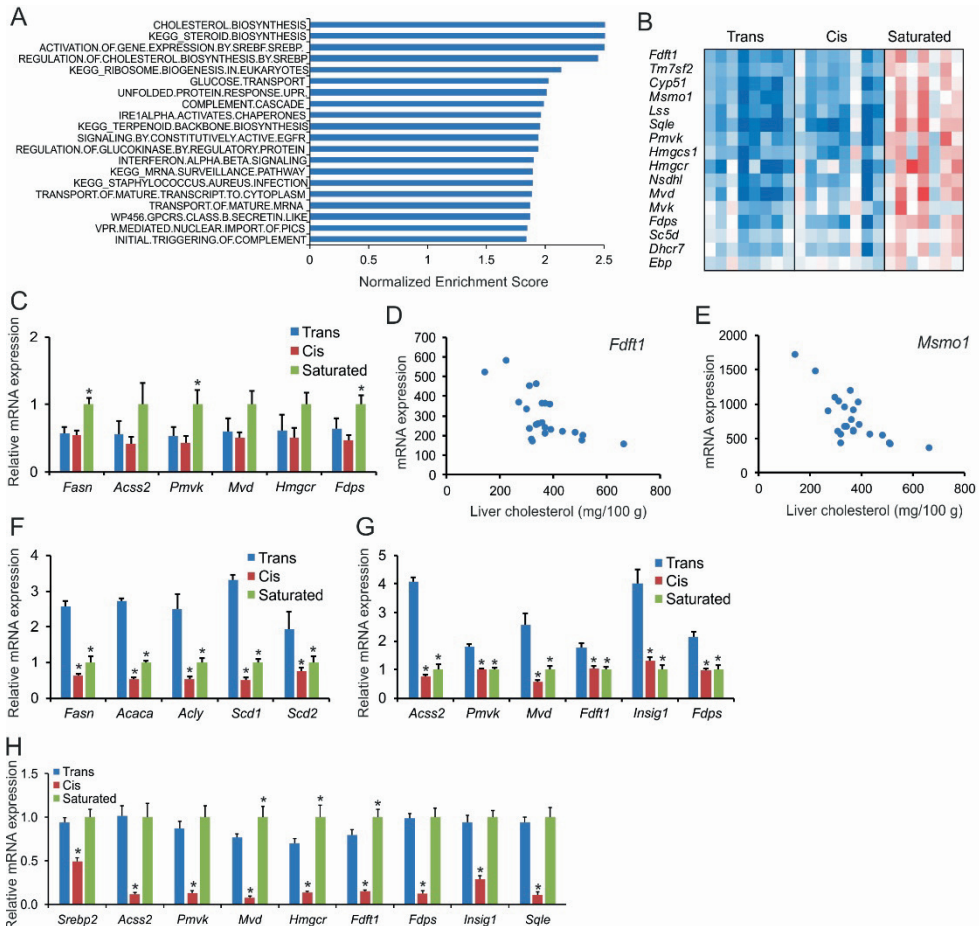 A
CHOLESTEROL.BIOSYNTHESIS
KEGG_STEROID.BIOSYNTHESIS
ACTIVATION.OF.GENE.EXPRESSION.BY.SREBF.SREBP.
REGULATION.OF.CHOLESTEROL.BIOSYNTHESIS.BY.SREBP
KEGG_RIBOSOME.BIOGENESIS.IN.EUKARYOTES
GLUCOSE.TRANSPORT
UNFOLDED.PROTEIN.RESPONSE.UPR.
COMPLEMENT.CASCADE
IRE1ALPHA.ACTIVATES.CHAPERONES
KEGG_TERPENOID.BACKBONE.BIOSYNTHESIS
SIGNALING.BY.CONSTITUTIVELY.ACTIVE.EGFR
REGULATION.OF.GLUCOKINASE.BY.REGULATORY.PROTEIN
INTERFERON.ALPHA.BETA.SIGNALING
KEGG_MRNA.SURVEILLANCE.PATHWAY
KEGG_STAPHYLOCOCCUS.AUREUS.INFECTION
TRANSPORT.OF.MATURE.TRANSCRIPT.TO.CYTOPLASM
TRANSPORT.OF.MATURE.MRNA
WP456.GPCRS.CLASS.B.SECRETIN.LIKE
VPR.MEDIATED.NUCLEAR.IMPORT.OF.PICS
INITIAL.TRIGGERING.OF.COMPLEMENT
0 0.5 1 1.5 2 2.5
Normalized Enrichment Score
B
Trans Cis Saturated
Fdft1
Tm7sf2
Cyp51
Msmo1
Lss
Sqle
Pmvk
Hmgcs1
Hmgcr
Nsdhl
Mvd
Mvk
Fdps
Sc5d
Dhcr7
Ebp
C
Relative mRNA expression
2
1
0
Trans
Cis
Saturated
* * *
Fasn Acss2 Pmvk Mvd Hmgcr Fdps
D
Fdft1
mRNA expression
700
600
500
400
300
200
100
0
0 200 400 600 800
Liver cholesterol (mg/100 g)
E
Msmo1
mRNA expression
2000
1500
1000
500
0
0 200 400 600 800
Liver cholesterol (mg/100 g)
F
Relative mRNA expression
4
3
2
1
0
Trans
Cis
Saturated
* * * * * * * * * *
Fasn Acaca Acly Scd1 Scd2
G
Relative mRNA expression
5
4
3
2
1
0
Trans
Cis
Saturated
* * * * * * * * * * * *
Acss2 Pmvk Mvd Fdft1 Insig1 Fdps
H
Relative mRNA expression
1.5
1.0
0.5
0
Trans
Cis
Saturated
* * * * * * * * * * * *
Srebp2 Acss2 Pmvk Mvd Hmgcr Fdft1 Fdps Insig1 Sqle